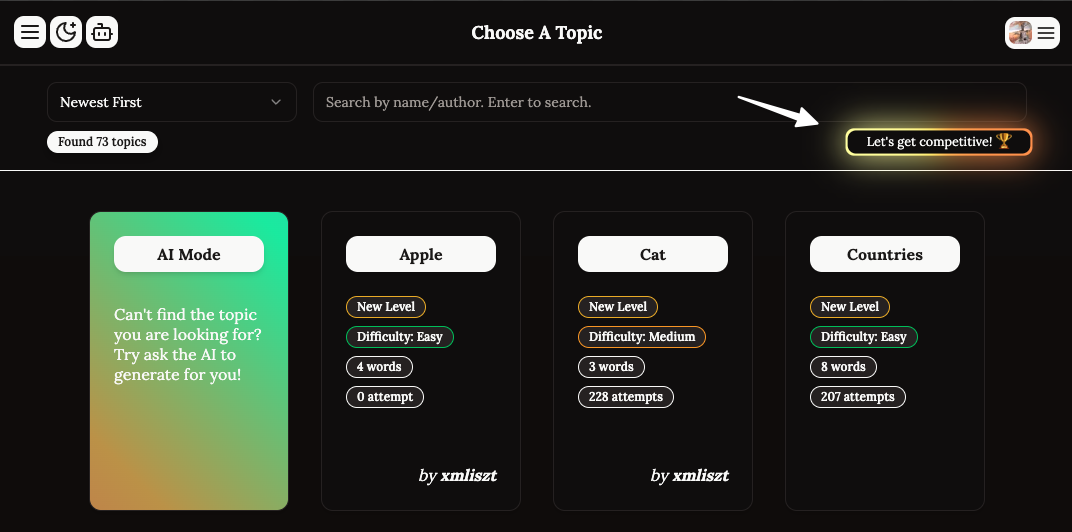 Choose A Topic
Newest First
Search by name/author. Enter to search.
Found 73 topics
Let's get competitive! 🏆
AI Mode
Can't find the topic
you are looking for?
Try ask the AI to
generate for you!
Apple
New Level
Difficulty: Easy
4 words
0 attempt
by xmliszt
Cat
New Level
Difficulty: Medium
3 words
228 attempts
by xmliszt
Countries
New Level
Difficulty: Easy
8 words
207 attempts